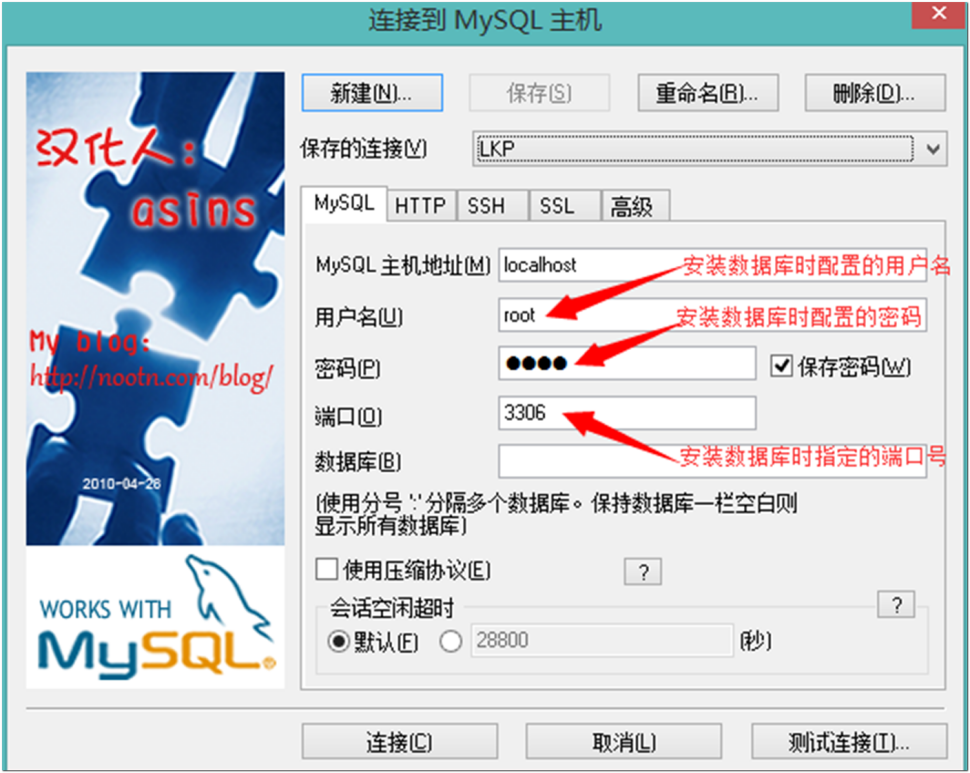 连接到 MySQL 主机
新建(N)...
保存(S)
重命名(R)...
删除(D)...
汉化人：
asins
My blog:
http://nootn.com/blog/
2010-04-26
WORKS WITH
MySQL®
保存的连接(V)
LKP
MySQL
HTTP
SSH
SSL
高级
MySQL 主机地址(M)
localhost
安装数据库时配置的用户名
用户名(U)
root
安装数据库时配置的密码
密码(P)
●●●●
保存密码(W)
端口(O)
3306
安装数据库时指定的端口号
数据库(B)
(使用分号 ';' 分隔多个数据库。保持数据库一栏空白则
显示所有数据库)
使用压缩协议(E)
?
会话空闲超时
?
默认(F)
28800
(秒)
连接(C)
取消(L)
测试连接(T)...